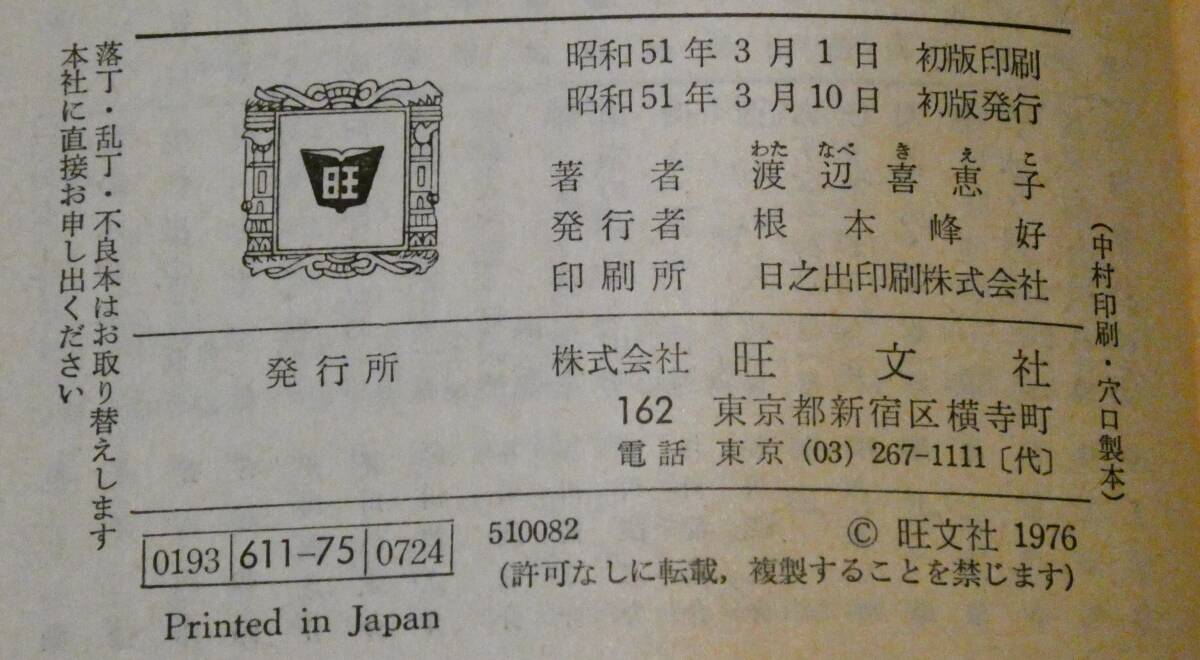 昭和51年3月1日 初版印刷
昭和51年3月10日 初版発行
わた なべ き え こ
著者 渡辺喜恵子
発行者 根本峰好
印刷所 日之出印刷株式会社
発行所 株式会社 旺文社
162 東京都新宿区横寺町
電話 東京 (03) 267-1111〔代〕
(中村印刷・穴口製本)
落丁・乱丁・不良本はお取り替えします
本社に直接お申し出ください
旺
0193 611-75 0724
510082
© 旺文社 1976
(許可なしに転載, 複製することを禁じます)
Printed in Japan